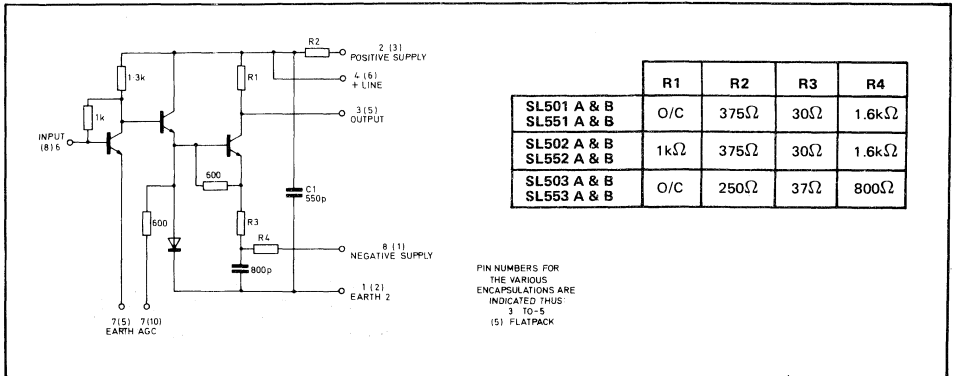 R2
2 (3)
POSITIVE SUPPLY
1·3k
R1
4 (6)
+ LINE
3 (5)
OUTPUT
1k
INPUT
(8) 6
600
C1
550p
600
R3
R4
8 (1)
NEGATIVE SUPPLY
800p
1 (2)
EARTH 2
7(5) 7(10)
EARTH AGC
PIN NUMBERS FOR
THE VARIOUS
ENCAPSULATIONS ARE
INDICATED THUS:
3 TO-5
(5) FLATPACK
R1 R2 R3 R4
SL501 A & B
SL551 A & B
O/C 375Ω 30Ω 1.6kΩ
SL502 A & B
SL552 A & B
1kΩ 375Ω 30Ω 1.6kΩ
SL503 A & B
SL553 A & B
O/C 250Ω 37Ω 800Ω